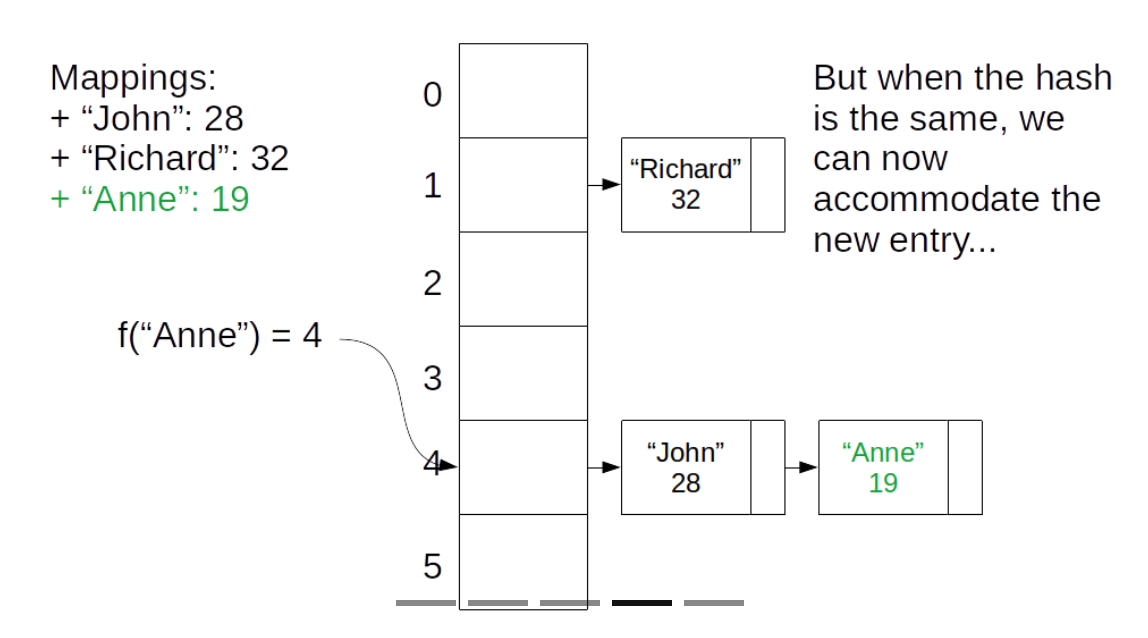 Mappings:
+ “John”: 28
+ “Richard”: 32
+ “Anne”: 19
But when the hash
is the same, we
can now
accommodate the
new entry...
f(“Anne”) = 4
0
1
2
3
4
5
“Richard”
32
“John”
28
“Anne”
19